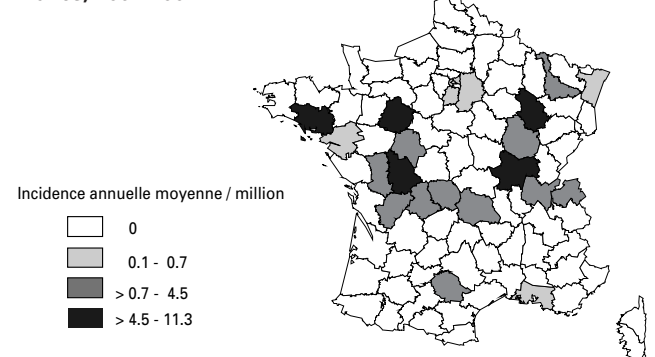 Incidence annuelle moyenne / million
0
0.1 - 0.7
> 0.7 - 4.5
> 4.5 - 11.3